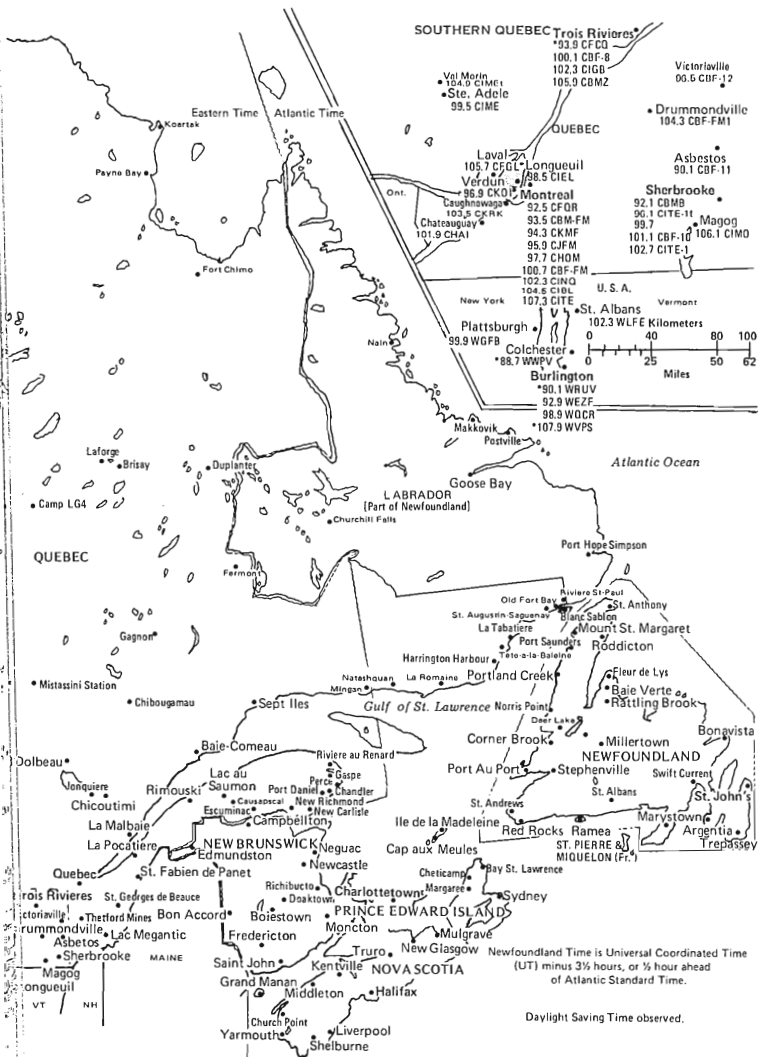 SOUTHERN QUEBEC
Trois Rivieres
*93.9 CFCQ
100.1 CBF-8
102.3 CIGB
105.9 CBMZ
Val Morin
104.9 CIME1
Ste. Adele
99.5 CIME
Victoriaville
CBF-12
Drummondville
104.3 CBF-FM1
Eastern Time
Atlantic Time
Koartak
QUEBEC
Laval
105.7 CFGL
Longueuil
98.5 CIEL
Asbestos
90.1 CBF-11
Payne Bay
Verdun
96.9 CKOI
Ont.
Caughnawaga
103.5 CKRK
Chateauguay
101.9 CHAI
Montreal
92.5 CFQR
93.5 CBM-FM
94.3 CKMF
95.9 CJFM
97.7 CHOM
100.7 CBF-FM
102.3 CINQ
104.5 CIBL
107.3 CITE
Sherbrooke
92.1 CBMB
96.1 CITE-11
99.7
101.1 CBF-10
102.7 CITE-1
Magog
106.1 CIMO
Fort Chimo
U. S. A.
New York
Vermont
St. Albans
102.3 WLFE
Kilometers
Plattsburgh
99.9 WGFB
0 50 80 100
0 25 50 62
Miles
Nain
Colchester
*88.7 WWPV
Burlington
*90.1 WRUV
92.9 WEZF
98.9 WQCR
*107.9 WVPS
Makkovik
Postville
Laforge
Brisay
Duplanter
Atlantic Ocean
Goose Bay
LABRADOR
[Part of Newfoundland]
Camp LG4
Churchill Falls
Port Hope Simpson
QUEBEC
Fermont
Riviere St-Paul
Old Fort Bay
St. Anthony
St. Augustin-Saguenay
Blanc Sablon
La Tabatiere
Mount St. Margaret
Gagnon
Port Saunders
Roddicton
Tête-a-la-Baleine
Harrington Harbour
Portland Creek
Fleur de Lys
Mistassini Station
Natashquan
La Romaine
Mingan
Baie Verte
Chibougamau
Sept Iles
Gulf of St. Lawrence
Norris Point
Rattling Brook
Deer Lake
Bonavista
Baie-Comeau
Corner Brook
Millertown
NEWFOUNDLAND
Dolbeau
Riviere au Renard
Port Au Port
Stephenville
Swift Current
Jonquiere
Chicoutimi
Rimouski
Lac au
Saumon
Gaspe
Perce
Port Daniel
Chandler
St. Albans
St. John's
Causapscal
New Richmond
Escuminac
New Carlisle
St. Andrews
Campbellton
Ile de la Madeleine
Red Rocks
Ramea
Marystown
Argentia
Trepassey
La Malbaie
La Pocatiere
NEW BRUNSWICK
Neguac
Cap aux Meules
ST. PIERRE &
MIQUELON (Fr.)
Edmundston
Newcastle
Quebec
St. Fabien de Panet
Cheticamp
Bay St. Lawrence
Richibucto
Margaree
Trois Rivieres
St. Georges de Beauce
Doaktown
Charlottetown
Sydney
Victoriaville
Thetford Mines
Bon Accord
Boiestown
PRINCE EDWARD ISLAND
Drummondville
Lac Megantic
Moncton
Asbetos
Fredericton
Mulgrave
Sherbrooke
MAINE
Saint John
Truro
New Glasgow
Magog
Kentville
NOVA SCOTIA
Longueuil
Grand Manan
Middleton
Halifax
VT
NH
Church Point
Yarmouth
Liverpool
Shelburne
Newfoundland Time is Universal Coordinated Time
(UT) minus 3½ hours, or ½ hour ahead
of Atlantic Standard Time.
Daylight Saving Time observed.